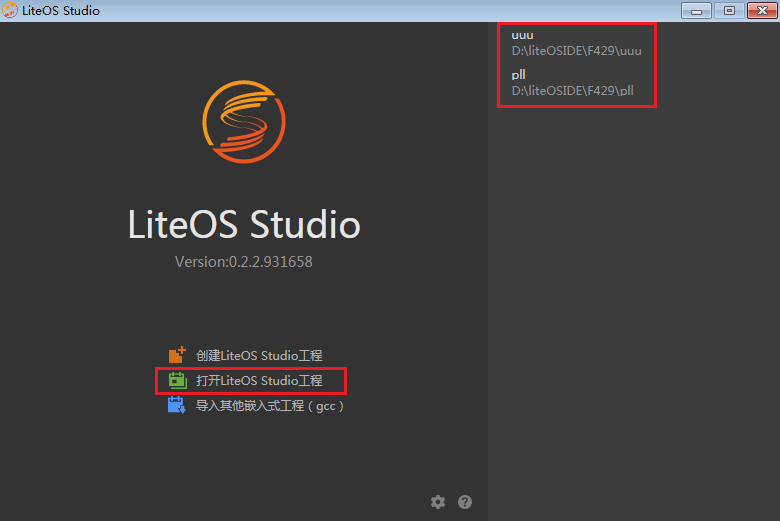 LiteOS Studio
uuu
D:\liteOSIDE\F429\uuu
pll
D:\liteOSIDE\F429\pll
LiteOS Studio
Version:0.2.2.931658
创建LiteOS Studio工程
打开LiteOS Studio工程
导入其他嵌入式工程（gcc）
?